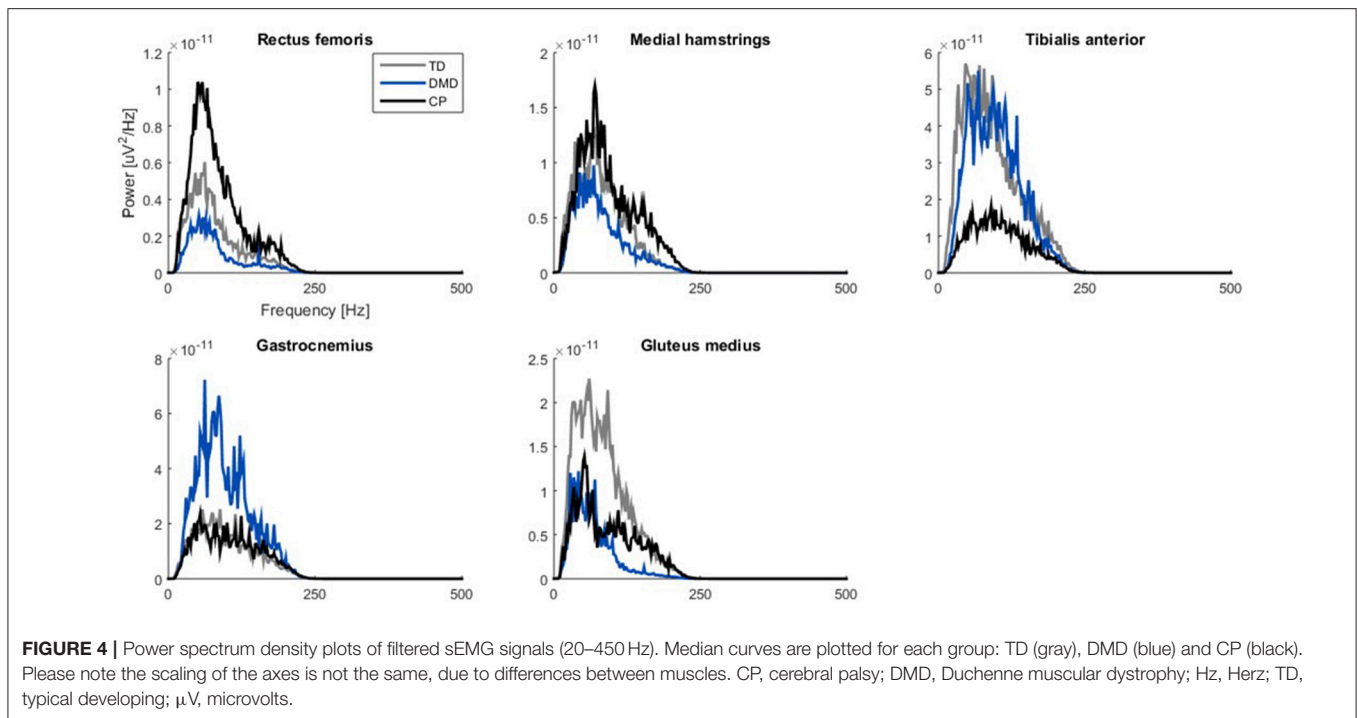 Rectus femoris
× 10⁻¹¹
1.2
1
0.8
0.6
0.4
0.2
0
Power [uV²/Hz]
0 250 500
Frequency [Hz]
TD
DMD
CP
Medial hamstrings
× 10⁻¹¹
2
1.5
1
0.5
0
0 250 500
Tibialis anterior
× 10⁻¹¹
6
5
4
3
2
1
0
0 250 500
Gastrocnemius
× 10⁻¹¹
8
6
4
2
0
0 250 500
Gluteus medius
× 10⁻¹¹
2.5
2
1.5
1
0.5
0
0 250 500
FIGURE 4 | Power spectrum density plots of filtered sEMG signals (20–450 Hz). Median curves are plotted for each group: TD (gray), DMD (blue) and CP (black).
Please note the scaling of the axes is not the same, due to differences between muscles. CP, cerebral palsy; DMD, Duchenne muscular dystrophy; Hz, Herz; TD,
typical developing; μV, microvolts.